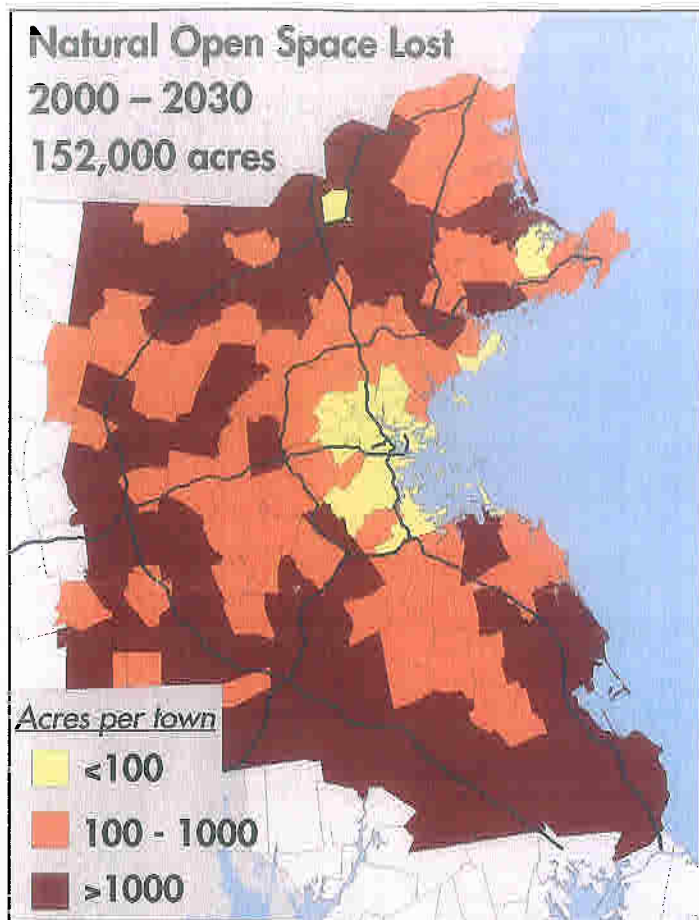 Natural Open Space Lost
2000 – 2030
152,000 acres
Acres per town
<100
100 - 1000
>1000